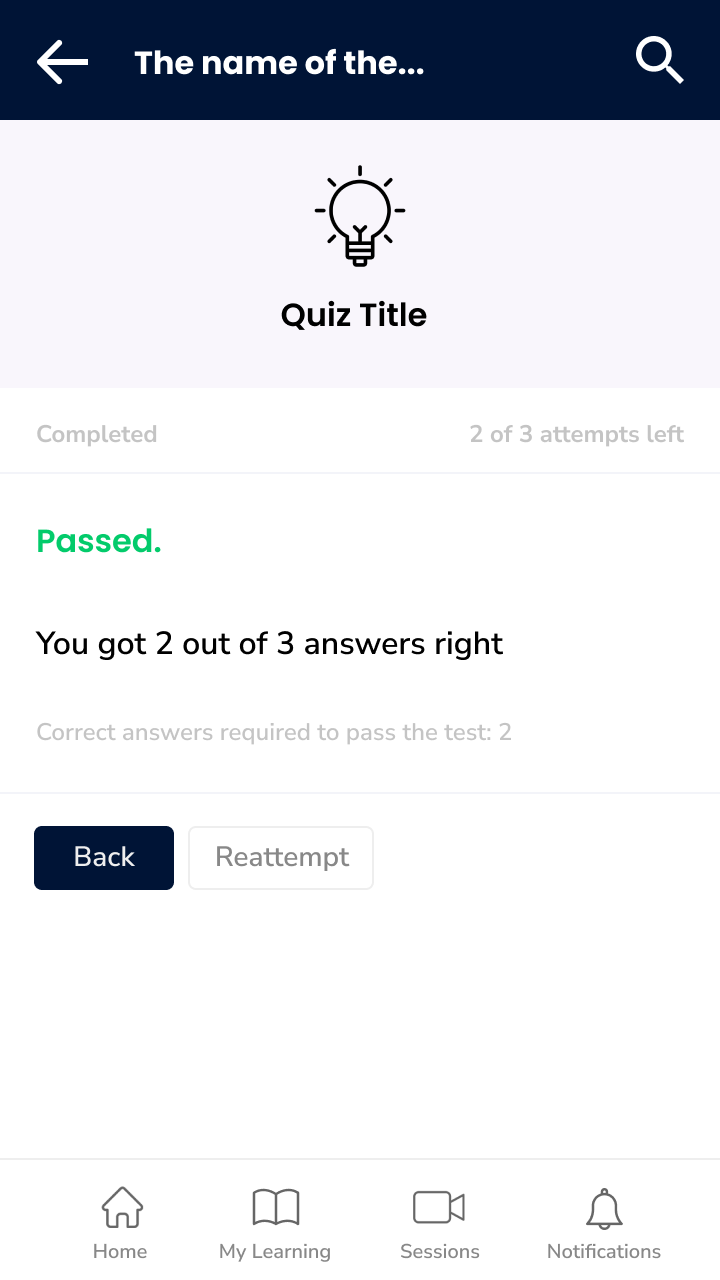 The name of the...
Quiz Title
Completed
2 of 3 attempts left
Passed.
You got 2 out of 3 answers right
Correct answers required to pass the test: 2
Back
Reattempt
Home
My Learning
Sessions
Notifications